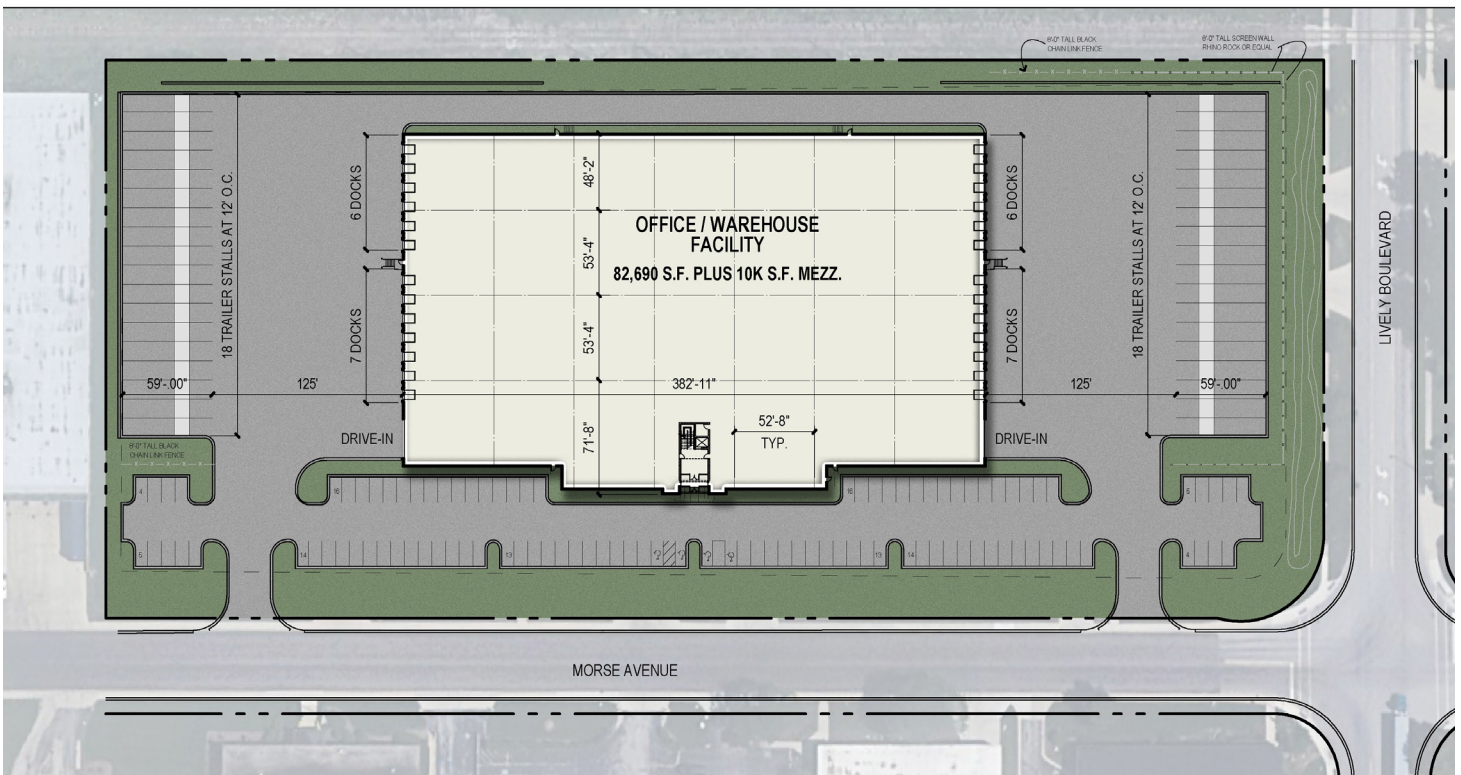 8'-0" TALL BLACK
CHAIN LINK FENCE
8'-0" TALL SCREEN WALL
RHINO ROCK OR EQUAL
18 TRAILER STALLS AT 12' O.C.
6 DOCKS
48'-2"
OFFICE / WAREHOUSE
FACILITY
82,690 S.F. PLUS 10K S.F. MEZZ.
53'-4"
6 DOCKS
18 TRAILER STALLS AT 12' O.C.
LIVELY BOULEVARD
7 DOCKS
53'-4"
7 DOCKS
59'-.00"
125'
382'-11"
125'
59'-.00"
71'-8"
52'-8"
TYP.
DRIVE-IN
DRIVE-IN
8'-0" TALL BLACK
CHAIN LINK FENCE
4
16
16
5
5
14
13
13
14
4
MORSE AVENUE